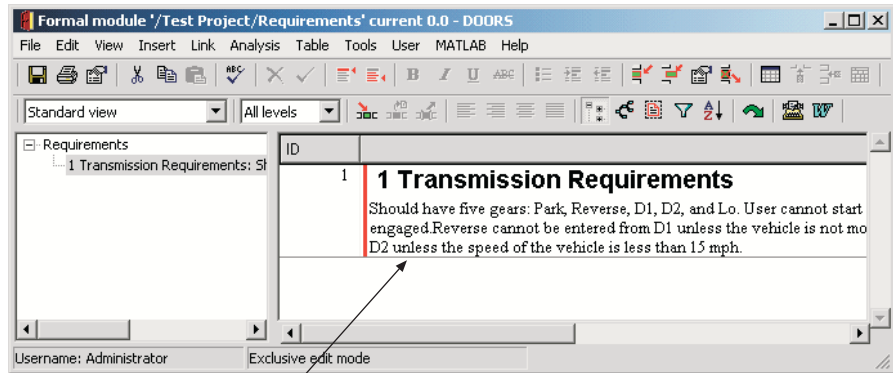 Formal module '/Test Project/Requirements' current 0.0 - DOORS
File Edit View Insert Link Analysis Table Tools User MATLAB Help
ABC B I U ABC
Standard view All levels W
Requirements
1 Transmission Requirements: Sh
ID
1 1 Transmission Requirements
Should have five gears: Park, Reverse, D1, D2, and Lo. User cannot start
engaged.Reverse cannot be entered from D1 unless the vehicle is not mo
D2 unless the speed of the vehicle is less than 15 mph.
Username: Administrator Exclusive edit mode